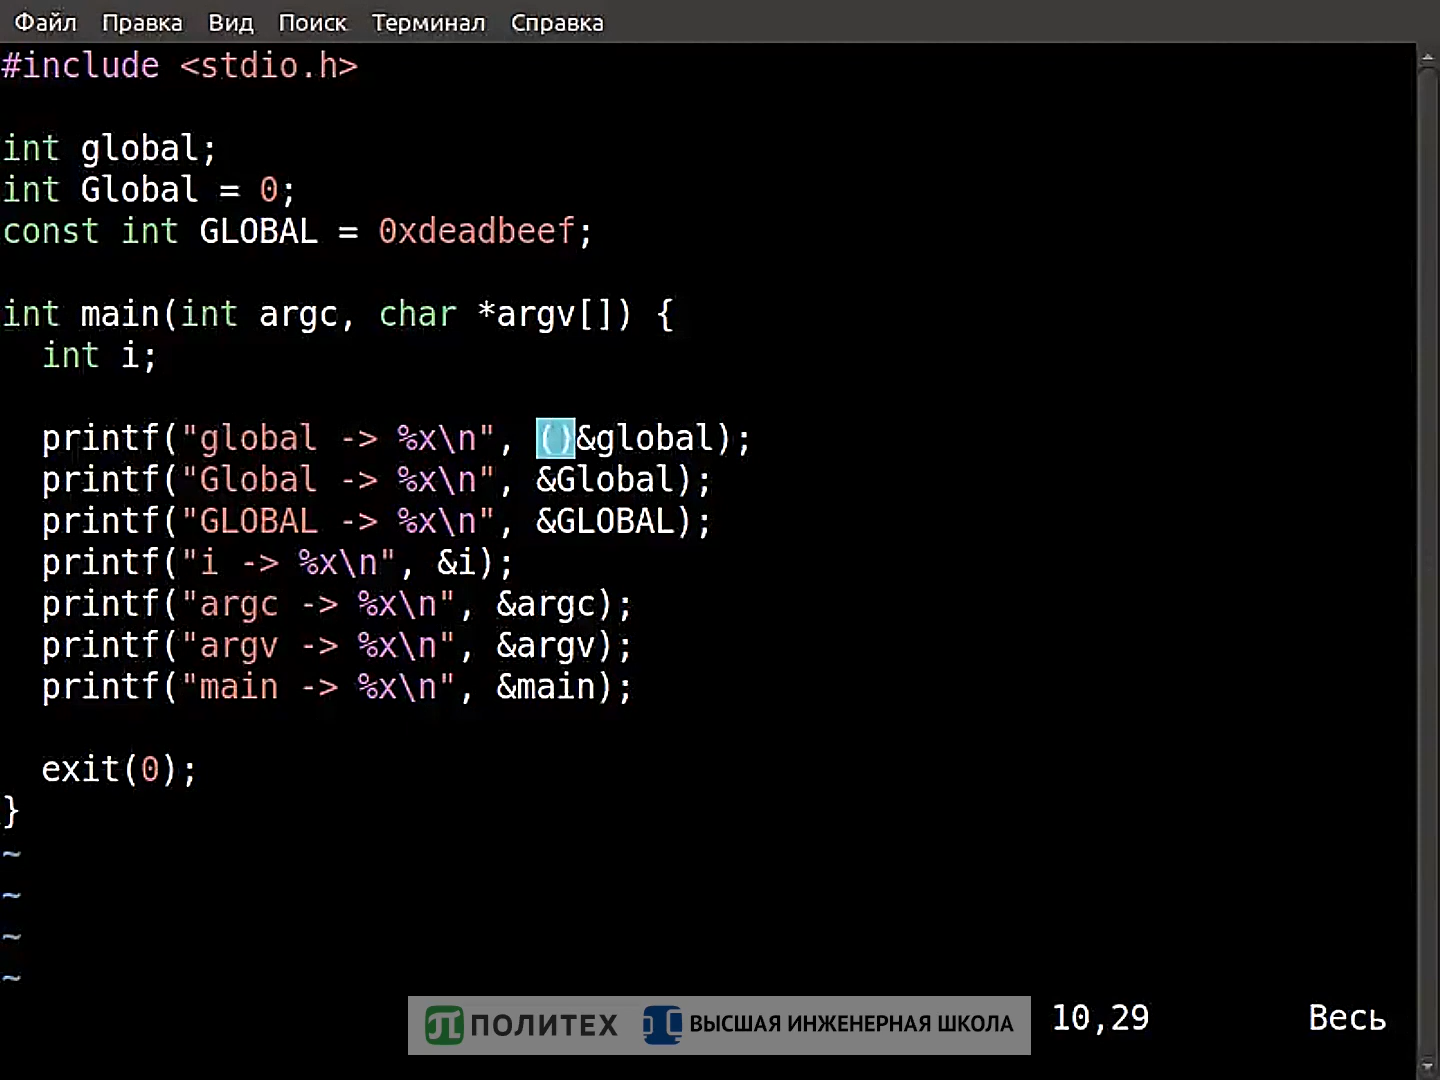 Файл Правка Вид Поиск Терминал Справка
#include <stdio.h>
int global;
int Global = 0;
const int GLOBAL = 0xdeadbeef;
int main(int argc, char *argv[]) {
  int i;
  printf("global -> %x\n", ()&global);
  printf("Global -> %x\n", &Global);
  printf("GLOBAL -> %x\n", &GLOBAL);
  printf("i -> %x\n", &i);
  printf("argc -> %x\n", &argc);
  printf("argv -> %x\n", &argv);
  printf("main -> %x\n", &main);
  exit(0);
}
~
~
~
~
ПОЛИТЕХ ВЫСШАЯ ИНЖЕНЕРНАЯ ШКОЛА 10,29 Весь